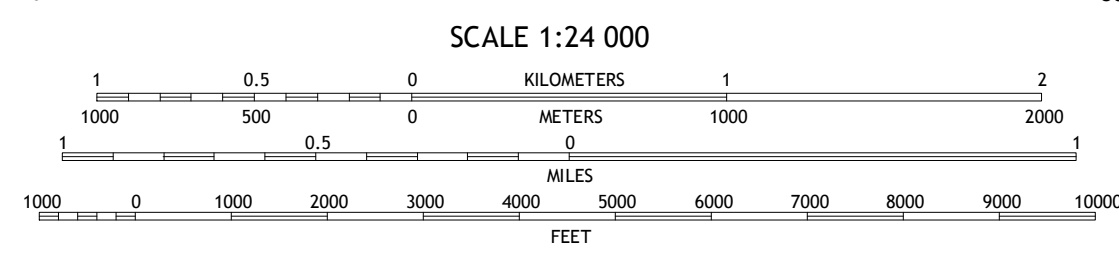 SCALE 1:24 000
1 0.5 0 KILOMETERS 1 2
1000 500 0 METERS 1000 2000
1 0.5 0 1
MILES
1000 0 1000 2000 3000 4000 5000 6000 7000 8000 9000 10000
FEET